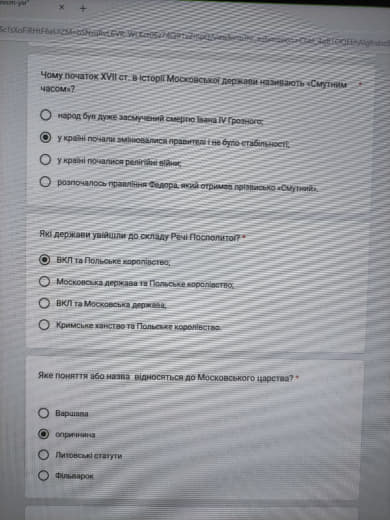 Чому початок XVII ст. в історії Московської держави називають «Смутним *
часом»?
народ був дуже засмучений смертю Івана IV Грозного;
у країні почали змінювалися правителі і не було стабільності;
у країні почалися релігійні війни;
розпочалось правління Федора, який отримав прізвисько «Смутний».
Які держави увійшли до складу Речі Посполитої? *
ВКЛ та Польське королівство;
Московська держава та Польське королівство;
ВКЛ та Московська держава;
Кримське ханство та Польське королівство.
Яке поняття або назва відносяться до Московського царства? *
Варшава
опричнина
Литовські статути
Фільварок